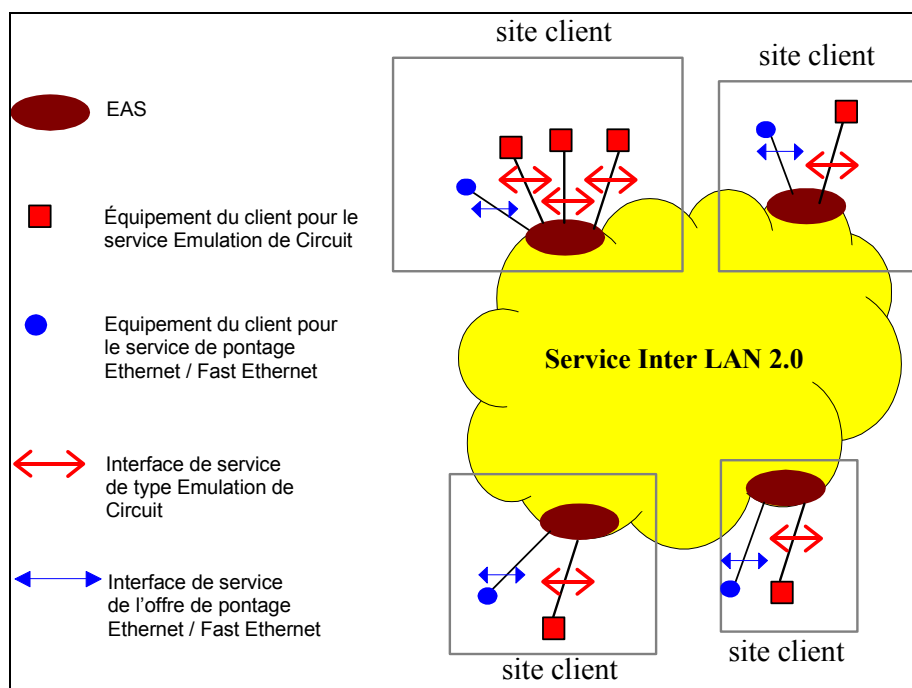 site client
site client
EAS
Équipement du client pour le
service Emulation de Circuit
Equipement du client pour
le service de pontage
Ethernet / Fast Ethernet
Service Inter LAN 2.0
Interface de service
de type Emulation de
Circuit
Interface de service
de l'offre de pontage
Ethernet / Fast Ethernet
site client
site client